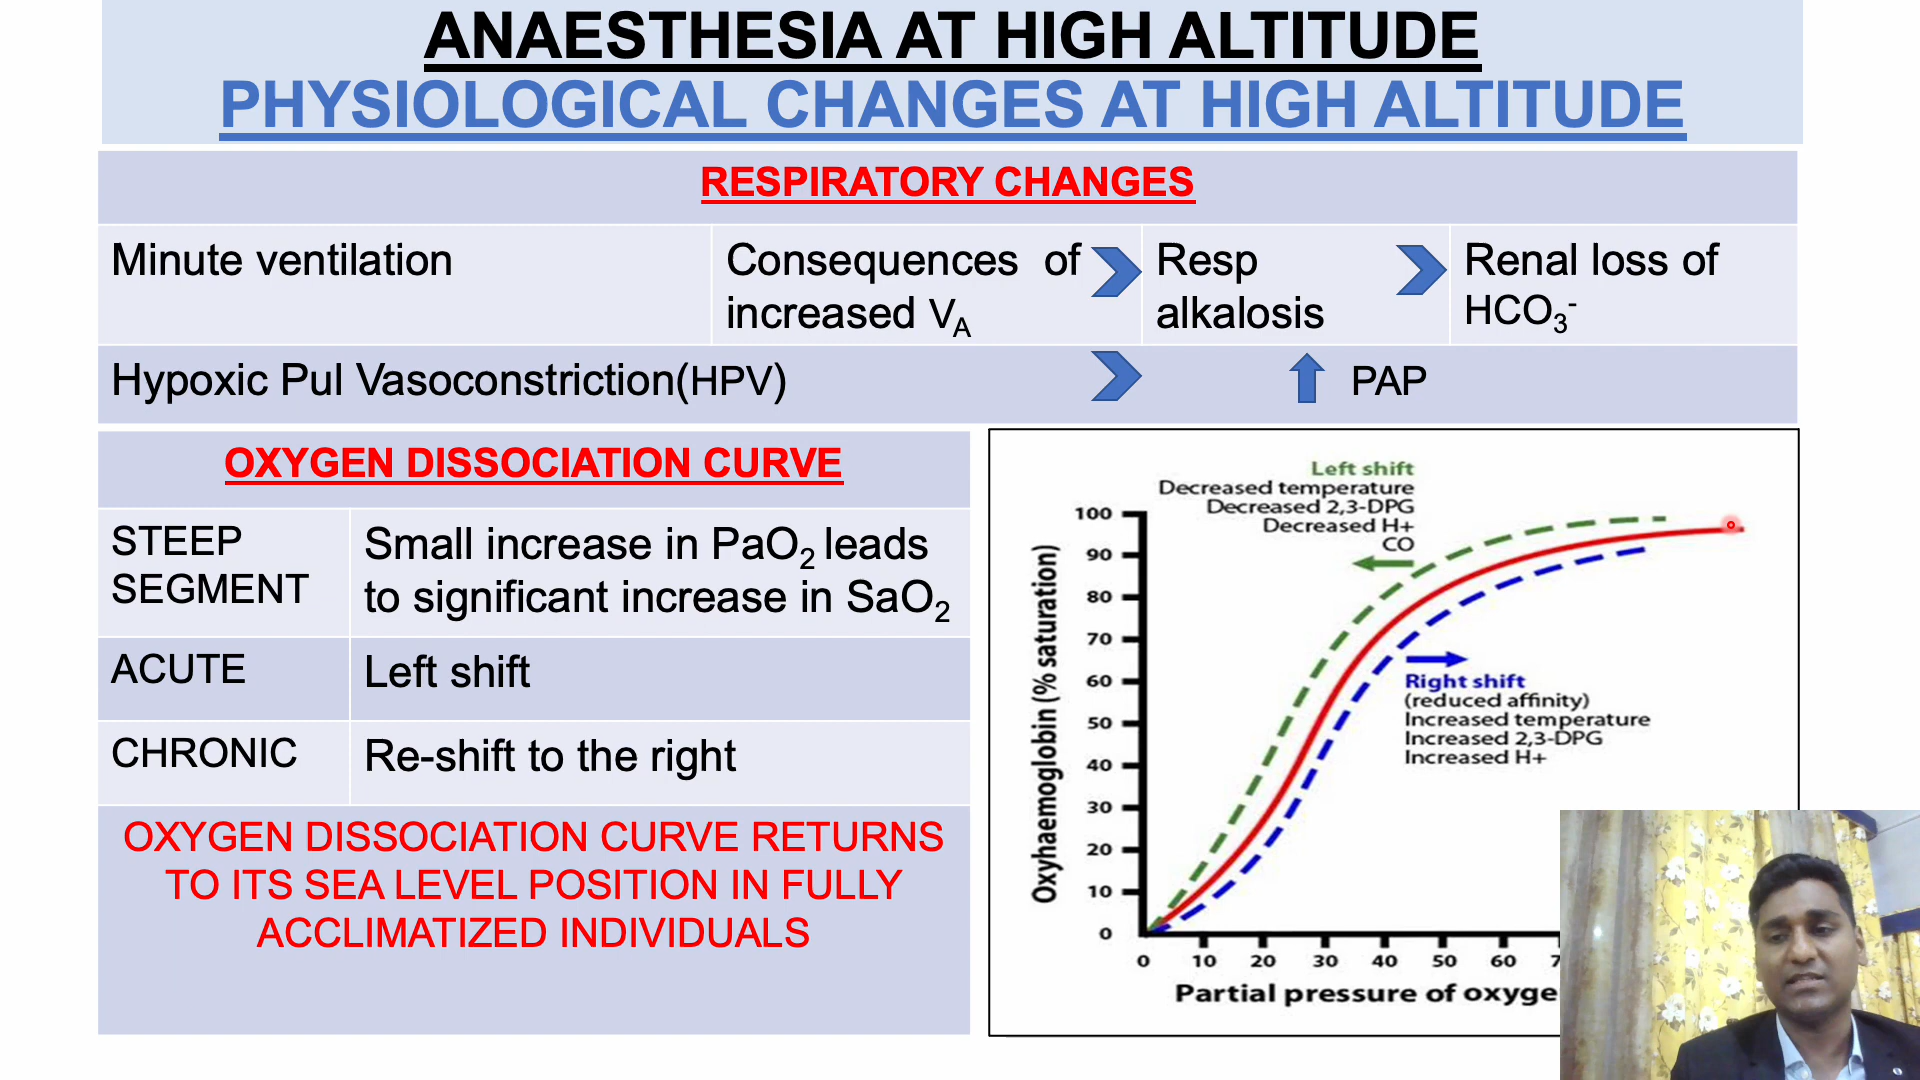 ANAESTHESIA AT HIGH ALTITUDE
PHYSIOLOGICAL CHANGES AT HIGH ALTITUDE
RESPIRATORY CHANGES
Minute ventilation
Consequences of
increased VA
Resp
alkalosis
Renal loss of
HCO3-
Hypoxic Pul Vasoconstriction(HPV)
PAP
OXYGEN DISSOCIATION CURVE
STEEP
SEGMENT
Small increase in PaO2 leads
to significant increase in SaO2
ACUTE
Left shift
CHRONIC
Re-shift to the right
OXYGEN DISSOCIATION CURVE RETURNS
TO ITS SEA LEVEL POSITION IN FULLY
ACCLIMATIZED INDIVIDUALS
Left shift
Decreased temperature
Decreased 2,3-DPG
Decreased H+
CO
Oxyhaemoglobin (% saturation)
100
90
80
70
60
50
40
30
20
10
0
Right shift
(reduced affinity)
Increased temperature
Increased 2,3-DPG
Increased H+
0 10 20 30 40 50 60 7
Partial pressure of oxyge